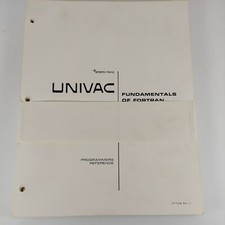 UNIVAC
FUNDAMENTALS
OF FORTRAN
PROGRAMMERS
REFERENCE